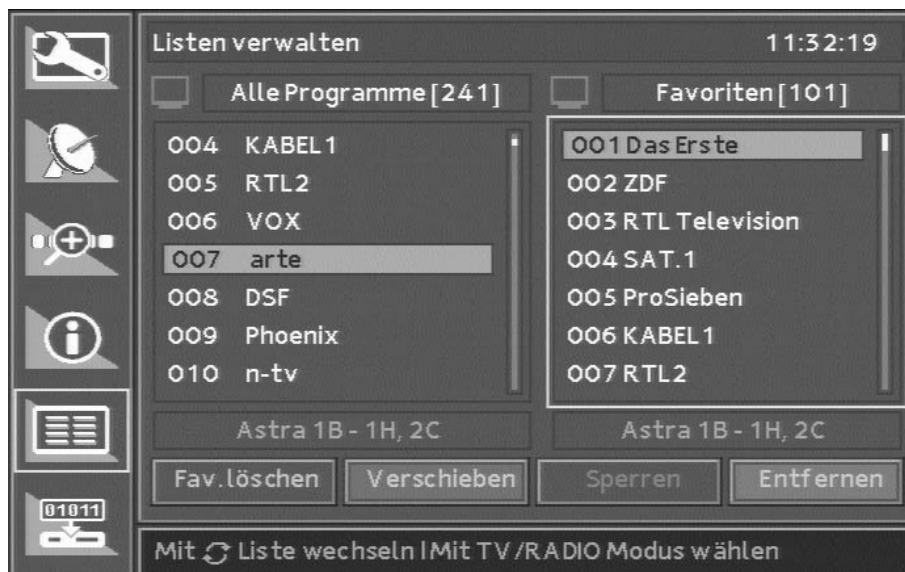 Listen verwalten 11:32:19
Alle Programme [241]
Favoriten [101]
004 KABEL1
005 RTL2
006 VOX
007 arte
008 DSF
009 Phoenix
010 n-tv
001 Das Erste
002 ZDF
003 RTL Television
004 SAT.1
005 ProSieben
006 KABEL1
007 RTL2
Astra 1B - 1H, 2C
Astra 1B - 1H, 2C
Fav.löschen Verschieben Sperren Entfernen
01011
Mit Liste wechseln | Mit TV/RADIO Modus wählen